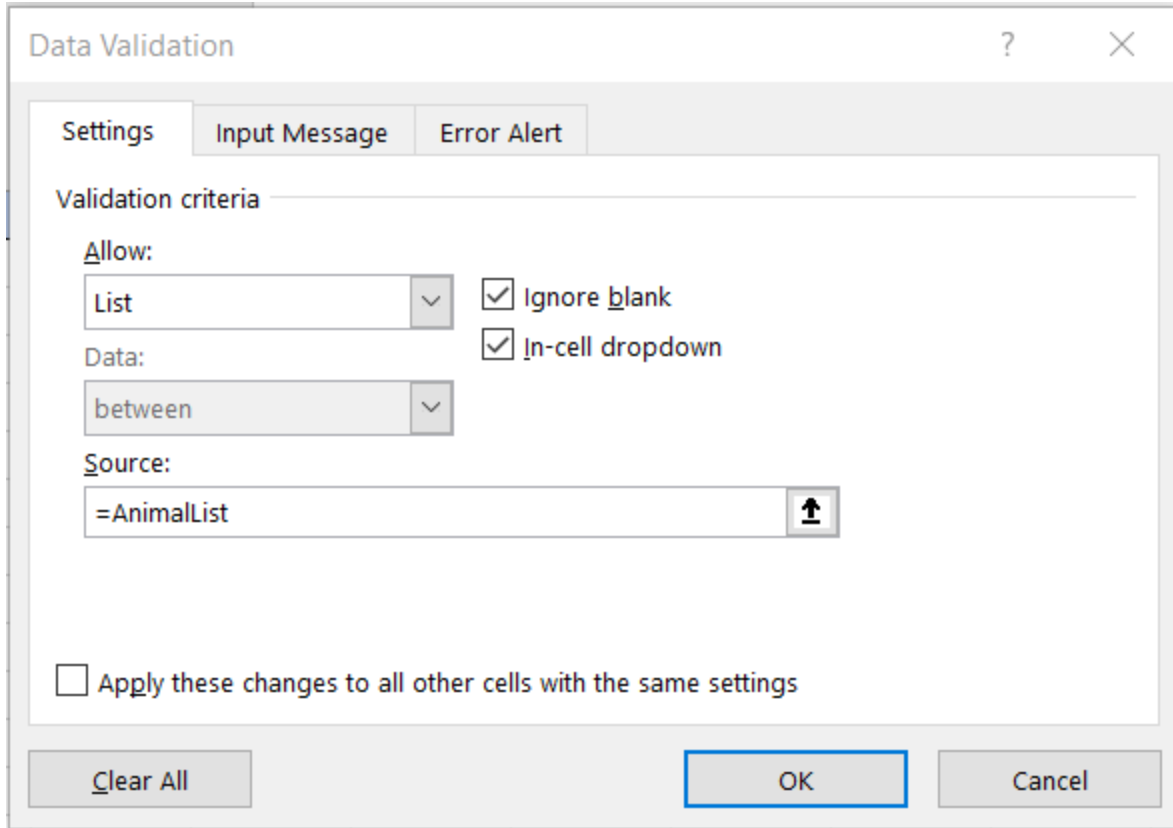 Data Validation ?
Settings Input Message Error Alert
Validation criteria
Allow:
List
Ignore blank
In-cell dropdown
Data:
between
Source:
=AnimalList
Apply these changes to all other cells with the same settings
Clear All OK Cancel